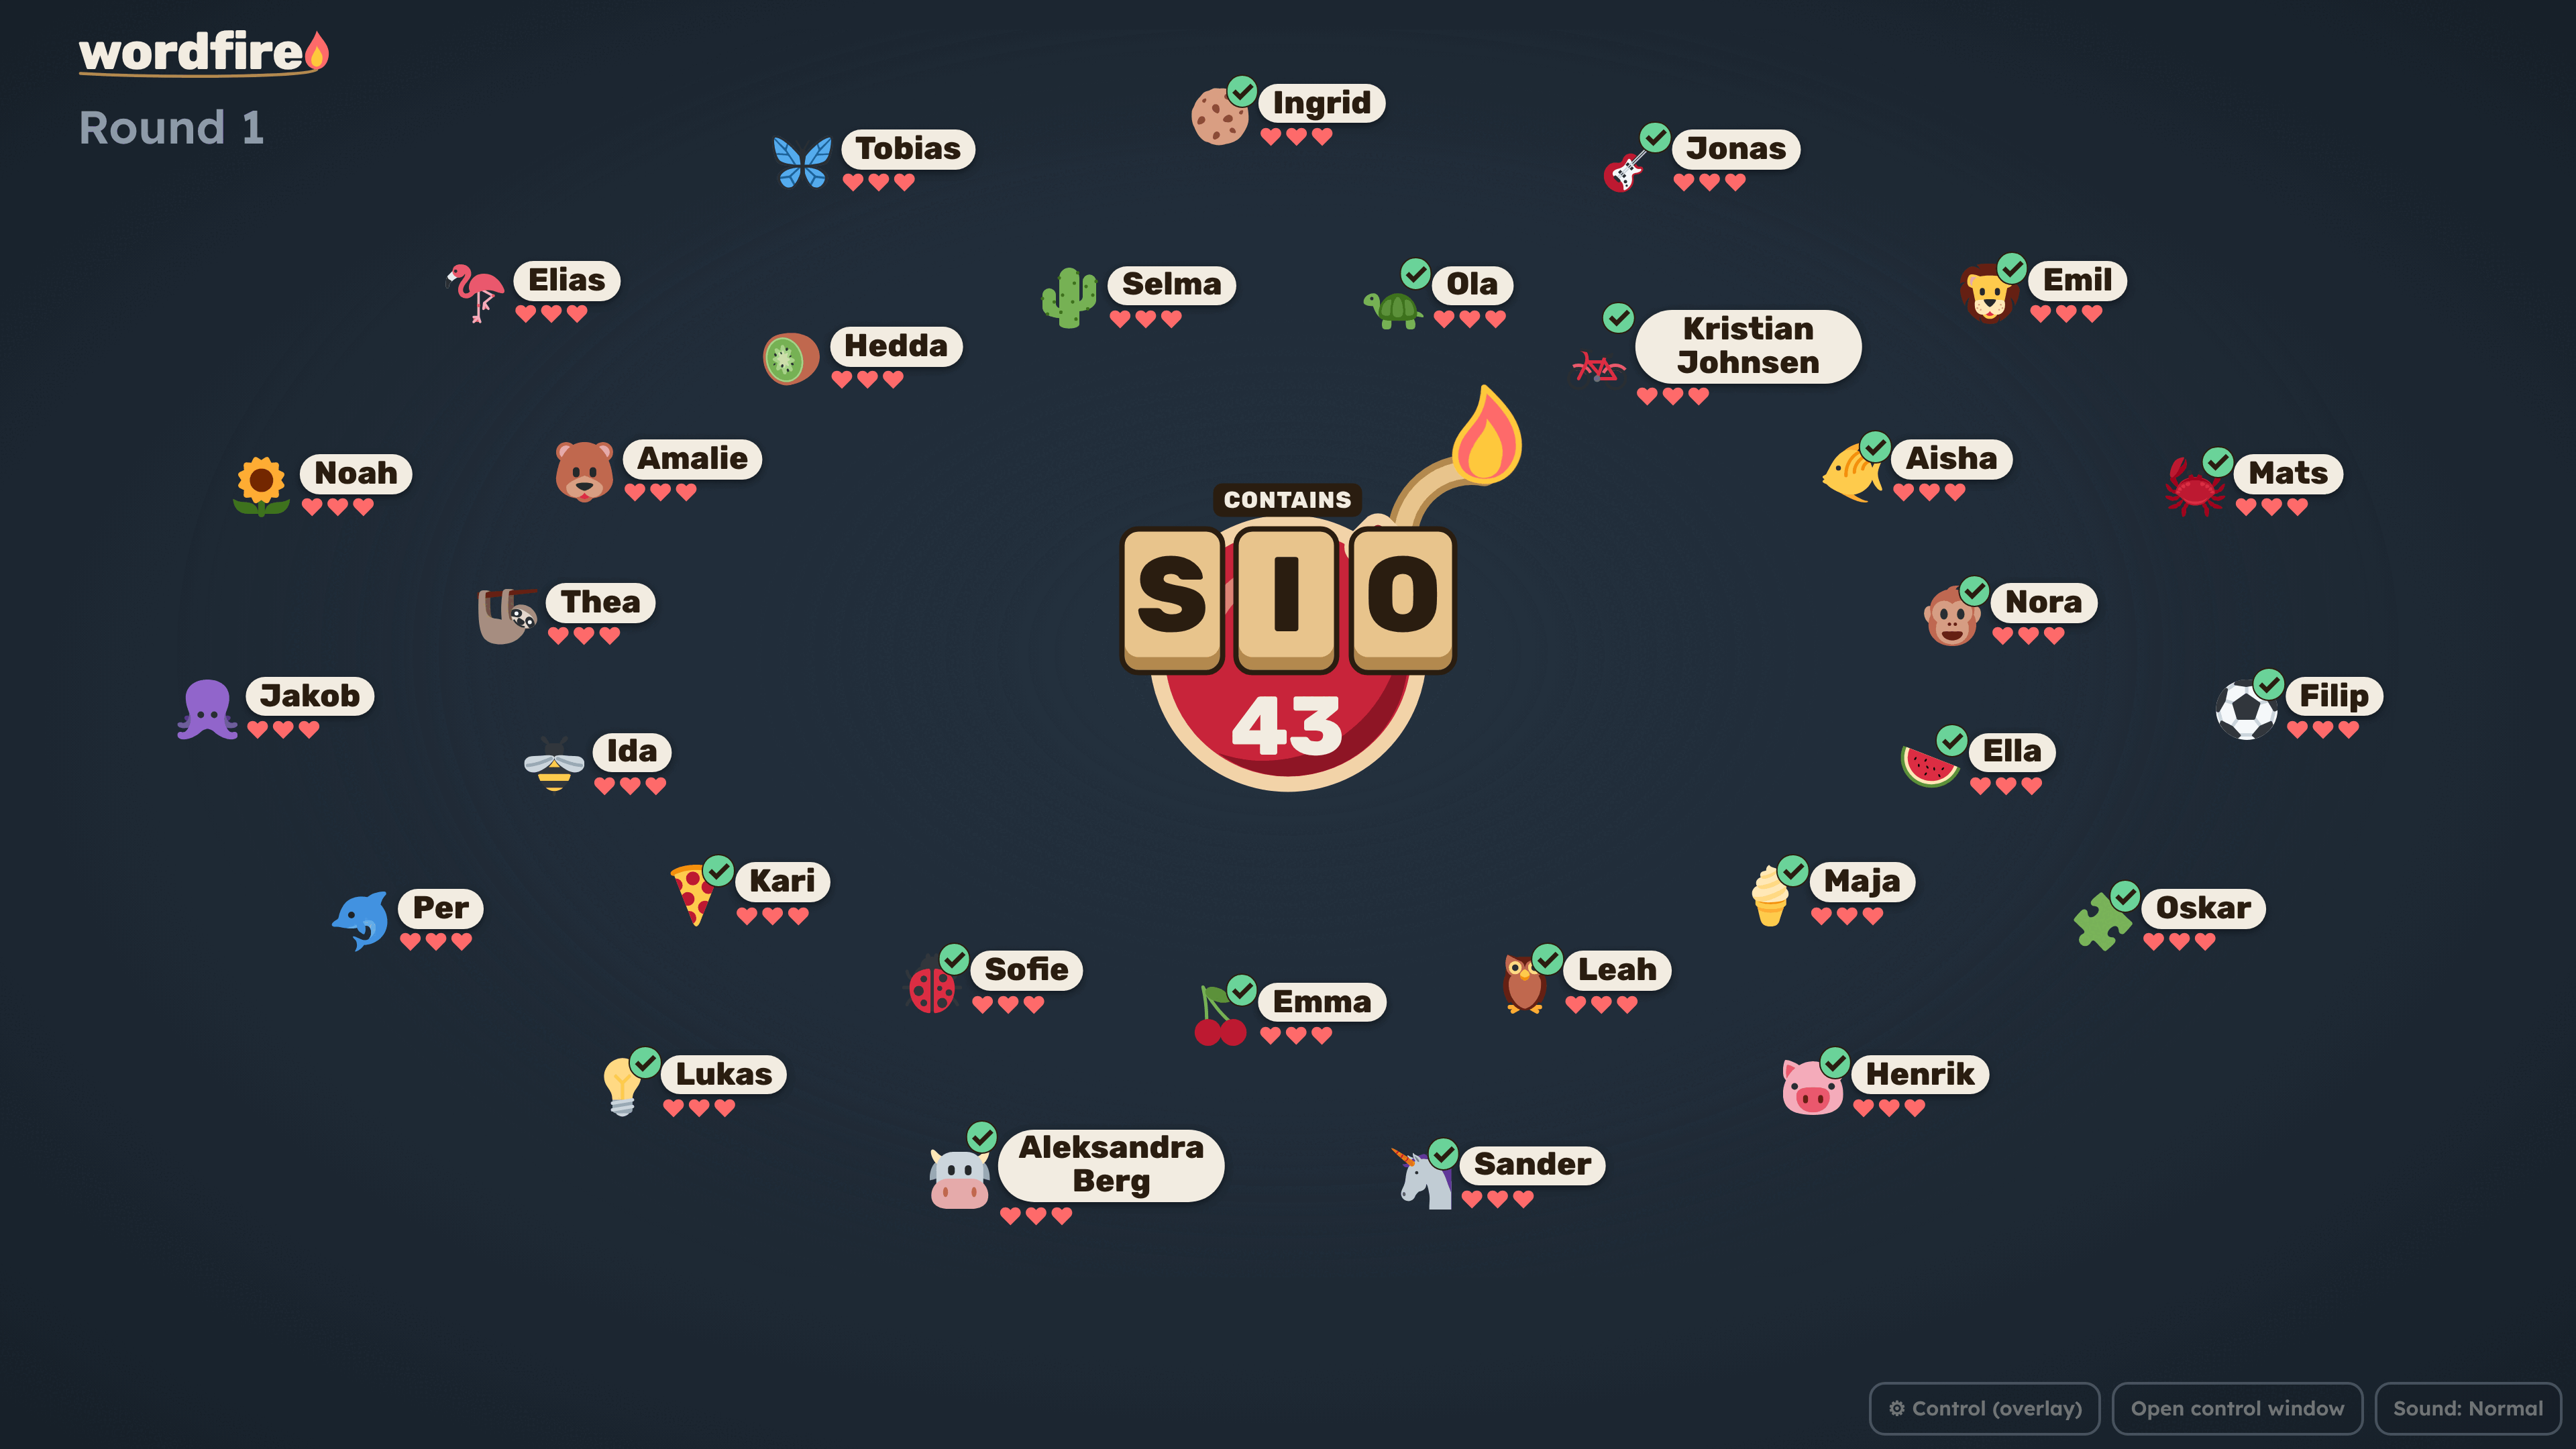 wordfire
Round 1
Ingrid
Tobias
Jonas
Elias
Selma
Ola
Emil
Kristian
Johnsen
Hedda
Noah
Amalie
Aisha
Mats
CONTAINS
SIO
43
Thea
Nora
Jakob
Filip
Ida
Ella
Kari
Maja
Per
Oskar
Sofie
Leah
Emma
Lukas
Henrik
Aleksandra
Berg
Sander
⚙ Control (overlay)
Open control window
Sound: Normal